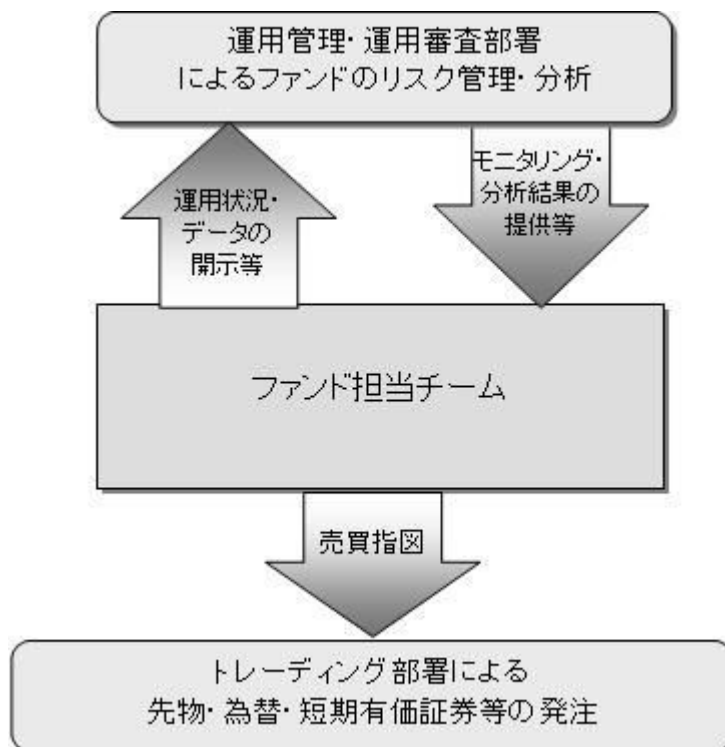 運用管理・運用審査部署
によるファンドのリスク管理・分析
運用状況・
データの
開示等
モニタリング・
分析結果の
提供等
ファンド担当チーム
売買指図
トレーディング部署による
先物・為替・短期有価証券等の発注